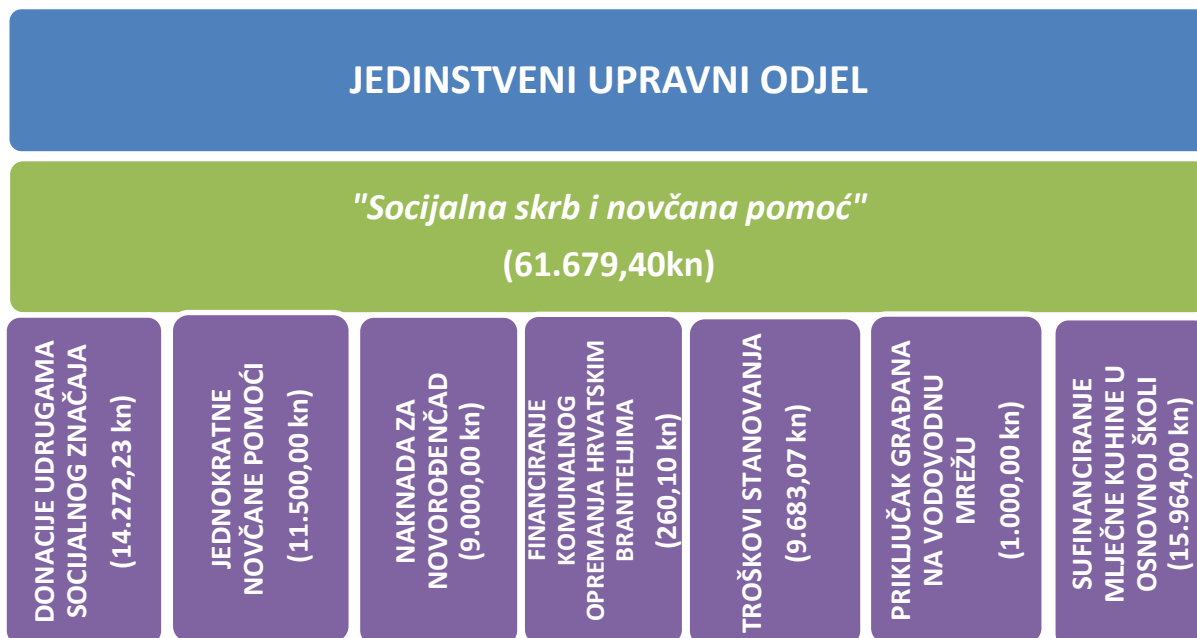 JEDINSTVENI UPRAVNI ODJEL
"Socijalna skrb i novčana pomoć"
(61.679,40kn)
DONACIJE UDRUGAMA
SOCIJALNOG ZNAČAJA
(14.272,23 kn)
JEDNOKRATNE
NOVČANE POMOĆI
(11.500,00 kn)
NAKNADA ZA
NOVOROĐENČAD
(9.000,00 kn)
FINANCIRANJE
KOMUNALNOG
OPREMANJA HRVATSKIM
BRANITELJIMA
(260,10 kn)
TROŠKOVI STANOVANJA
(9.683,07 kn)
PRIKLJUČAK GRAĐANA
NA VODOVODNU
MREŽU
(1.000,00 kn)
SUFINANCIRANJE
MLJEČNE KUHINE U
OSNOVNOJ ŠKOLI
(15.964,00 kn)